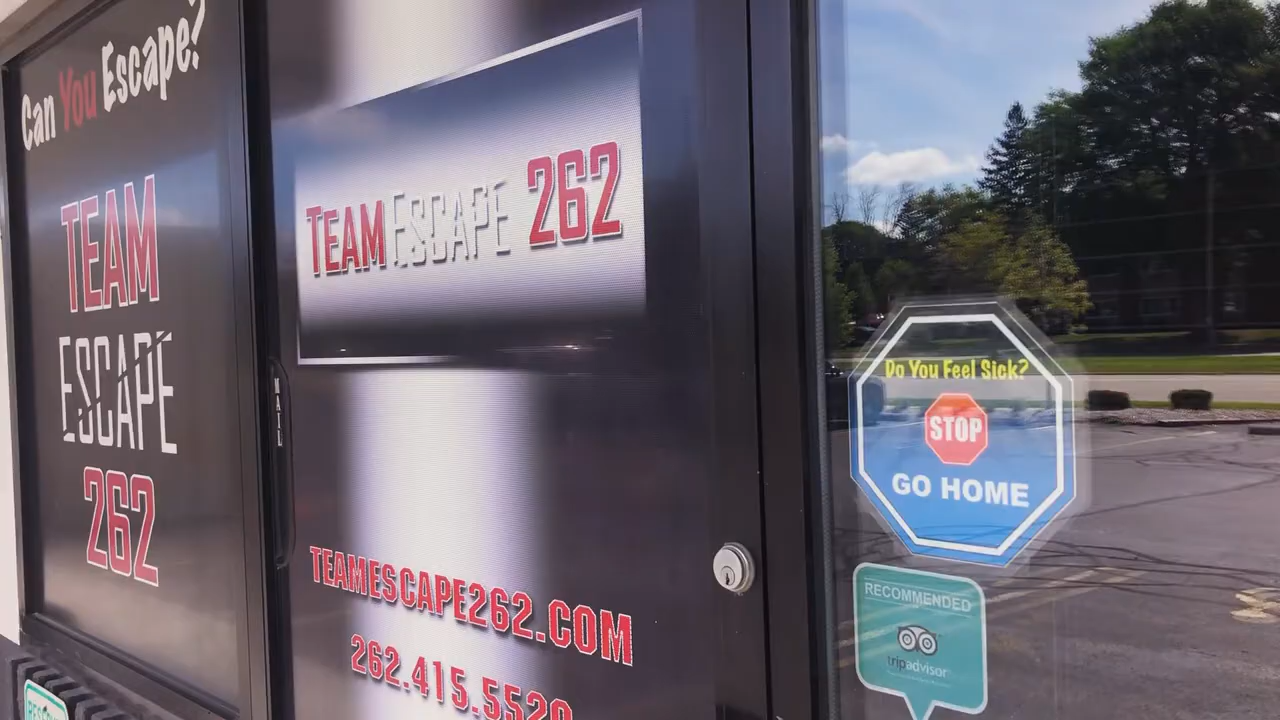 Can You Escape?
TEAM
ESCAPE
262
TEAM ESCAPE 262
TEAMESCAPE262.COM
262.415.5520
Do You Feel Sick?
STOP
GO HOME
RECOMMENDED
tripadvisor